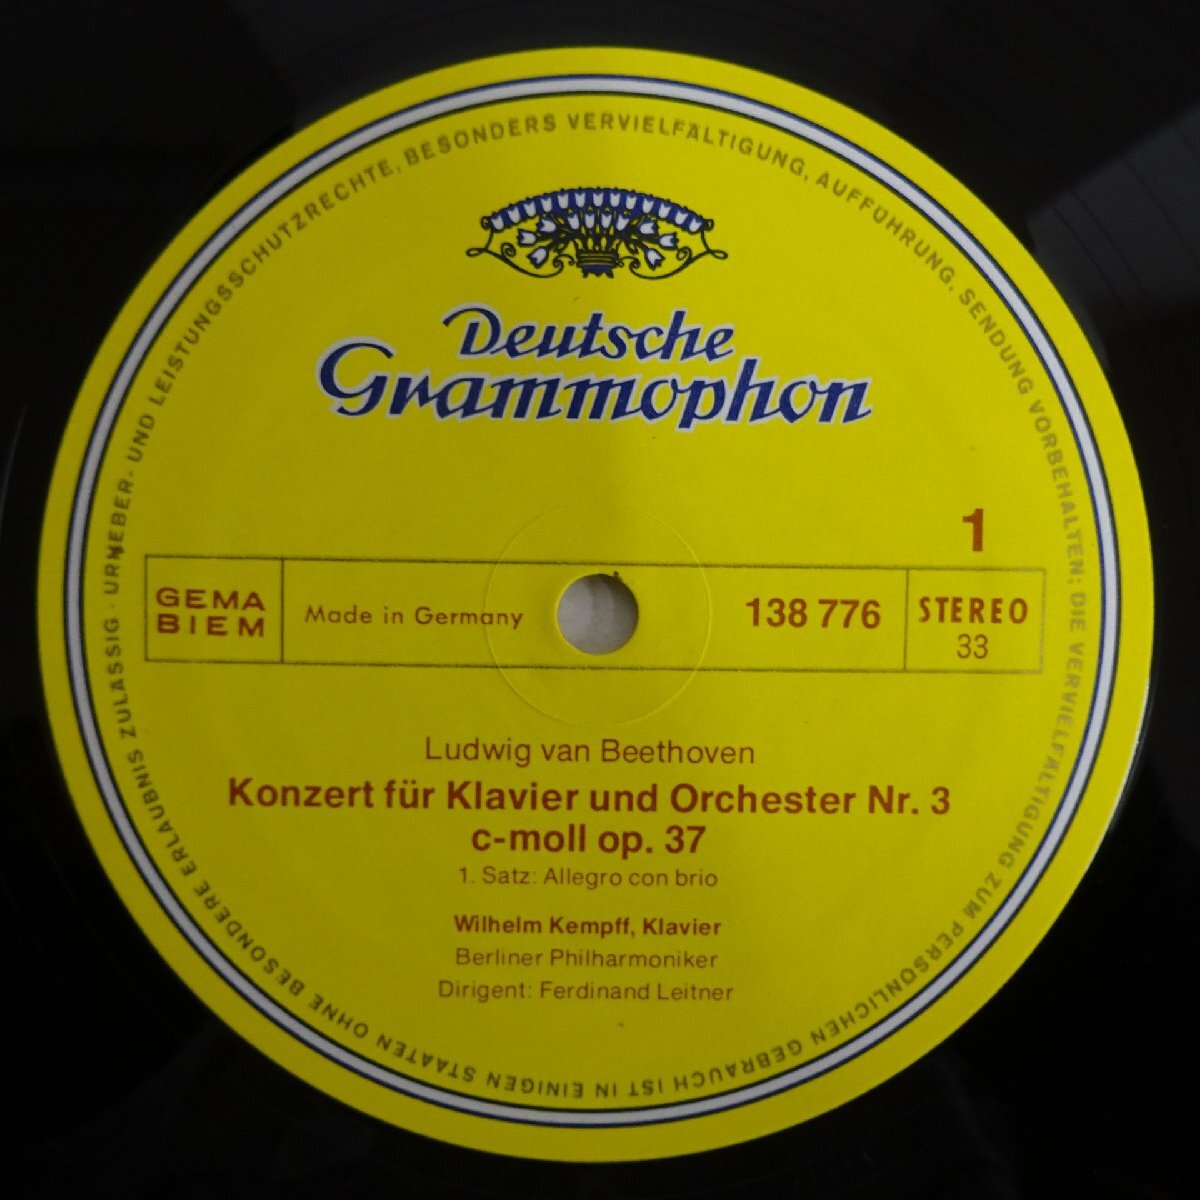 URHEBER- UND LEISTUNGSSCHUTZRECHTE, BESONDERS VERVIELFÄLTIGUNG, AUFFÜHRUNG, SENDUNG VORBEHALTEN; DIE VERVIELFÄLTIGUNG ZUM PERSÖNLICHEN GEBRAUCH IST IN EINIGEN STAATEN OHNE BESONDERE ERLAUBNIS ZULÄSSIG ·
Deutsche
Grammophon
1
GEMA
BIEM
Made in Germany
138 776
STEREO
33
Ludwig van Beethoven
Konzert für Klavier und Orchester Nr. 3
c-moll op. 37
1. Satz: Allegro con brio
Wilhelm Kempff, Klavier
Berliner Philharmoniker
Dirigent: Ferdinand Leitner